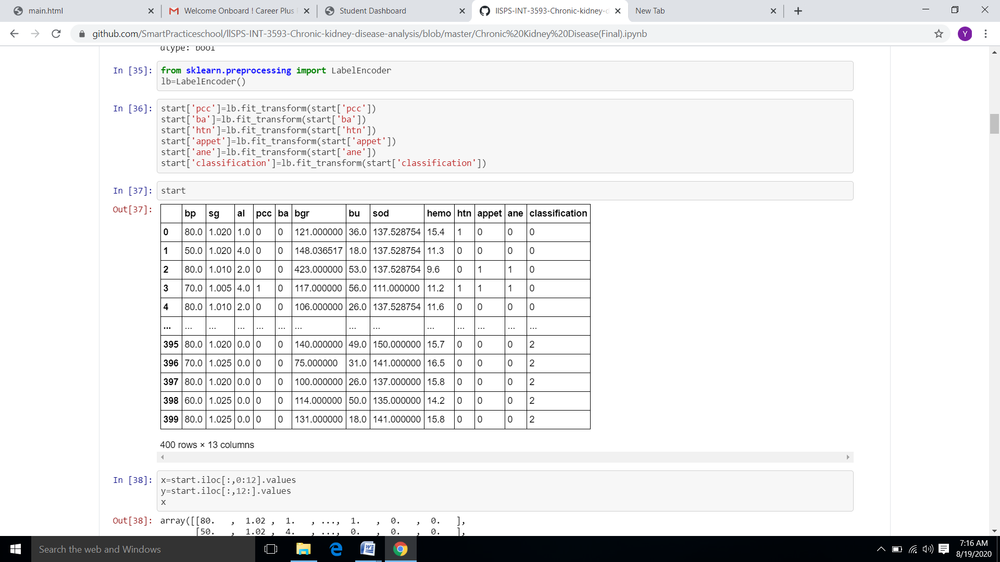 main.html
Welcome Onboard ! Career Plus
Student Dashboard
llSPS-INT-3593-Chronic-kidney-d
New Tab
github.com/SmartPracticeschool/llSPS-INT-3593-Chronic-kidney-disease-analysis/blob/master/Chronic%20Kidney%20Disease(Final).ipynb
Y
dtype: bool
In [35]: from sklearn.preprocessing import LabelEncoder
lb=LabelEncoder()
In [36]: start['pcc']=lb.fit_transform(start['pcc'])
start['ba']=lb.fit_transform(start['ba'])
start['htn']=lb.fit_transform(start['htn'])
start['appet']=lb.fit_transform(start['appet'])
start['ane']=lb.fit_transform(start['ane'])
start['classification']=lb.fit_transform(start['classification'])
In [37]: start
Out[37]:
bp sg al pcc ba bgr bu sod hemo htn appet ane classification
0 80.0 1.020 1.0 0 0 121.000000 36.0 137.528754 15.4 1 0 0 0
1 50.0 1.020 4.0 0 0 148.036517 18.0 137.528754 11.3 0 0 0 0
2 80.0 1.010 2.0 0 0 423.000000 53.0 137.528754 9.6 0 1 1 0
3 70.0 1.005 4.0 1 0 117.000000 56.0 111.000000 11.2 1 1 1 0
4 80.0 1.010 2.0 0 0 106.000000 26.0 137.528754 11.6 0 0 0 0
... ... ... ... ... ... ... ... ... ... ... ... ... ...
395 80.0 1.020 0.0 0 0 140.000000 49.0 150.000000 15.7 0 0 0 2
396 70.0 1.025 0.0 0 0 75.000000 31.0 141.000000 16.5 0 0 0 2
397 80.0 1.020 0.0 0 0 100.000000 26.0 137.000000 15.8 0 0 0 2
398 60.0 1.025 0.0 0 0 114.000000 50.0 135.000000 14.2 0 0 0 2
399 80.0 1.025 0.0 0 0 131.000000 18.0 141.000000 15.8 0 0 0 2
400 rows × 13 columns
In [38]: x=start.iloc[:,0:12].values
y=start.iloc[:,12:].values
x
Out[38]: array([[80. , 1.02 , 1. , ..., 1. , 0. , 0. ],
[50. , 1.02 , 4. , ..., 0. , 0. , 0. ],
Search the web and Windows
7:16 AM
8/19/2020